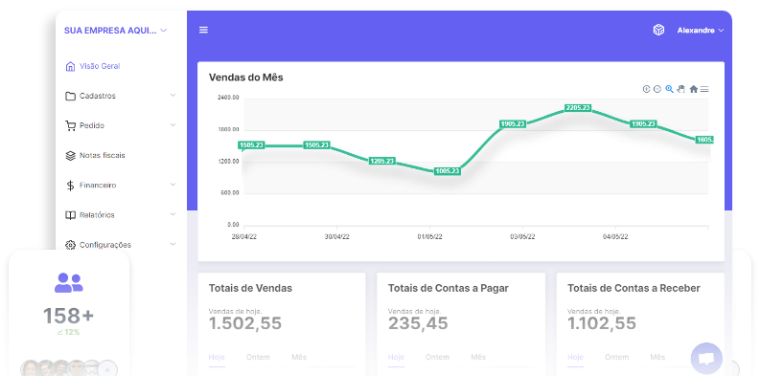 SUA EMPRESA AQUI...
Alexandre
Visão Geral
Cadastros
Pedido
Notas fiscais
Financeiro
Relatórios
Configurações
Vendas do Mês
2400.00
1800.00
1200.00
600.00
0.00
1505.23
1505.23
1205.23
1005.23
1905.23
2205.23
1905.23
1605.
28/04/22
30/04/22
01/05/22
03/05/22
04/05/22
158+
12%
Totais de Vendas
Vendas de hoje.
1.502,55
Hoje Ontem Mês
Totais de Contas a Pagar
Vendas de hoje.
235,45
Hoje Ontem Mês
Totais de Contas a Receber
Vendas de hoje.
1.102,55
Hoje Ontem Mês